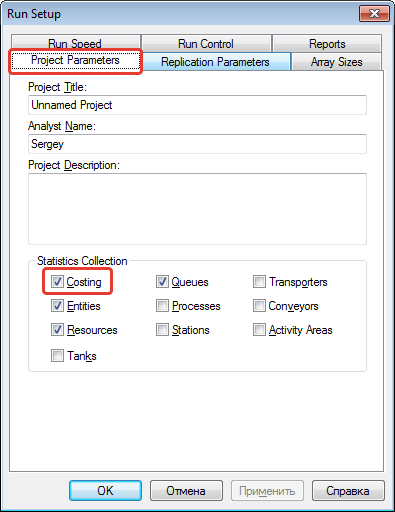 Run Setup
Run Speed Run Control Reports
Project Parameters Replication Parameters Array Sizes
Project Title:
Unnamed Project
Analyst Name:
Sergey
Project Description:
Statistics Collection
Costing Queues Transporters
Entities Processes Conveyors
Resources Stations Activity Areas
Tanks
OK Отмена Применить Справка